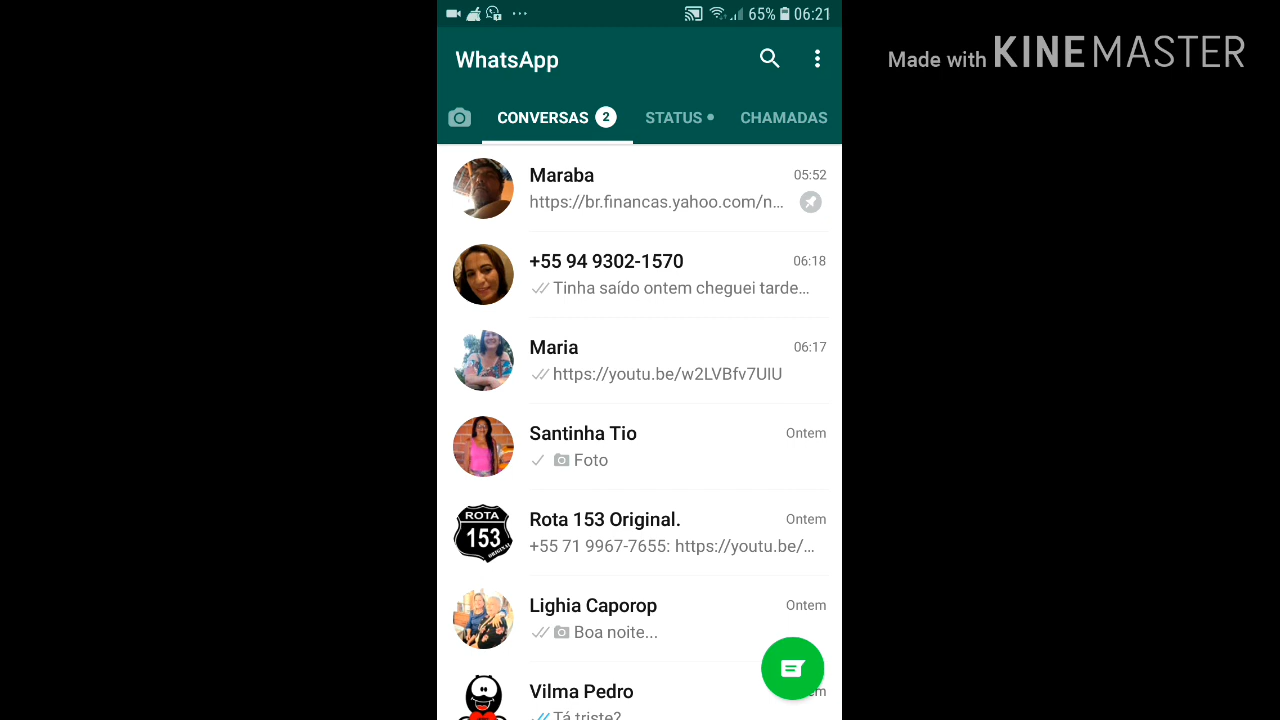 65% 06:21
Made with KINEMASTER
WhatsApp
CONVERSAS 2 STATUS CHAMADAS
Maraba 05:52
https://br.financas.yahoo.com/n...
+55 94 9302-1570 06:18
Tinha saído ontem cheguei tarde...
Maria 06:17
https://youtu.be/w2LVBfv7UIU
Santinha Tio Ontem
Foto
ROTA
153
ORIGINAL
Rota 153 Original. Ontem
+55 71 9967-7655: https://youtu.be/...
Lighia Caporop Ontem
Boa noite...
Vilma Pedro
Tá triste?